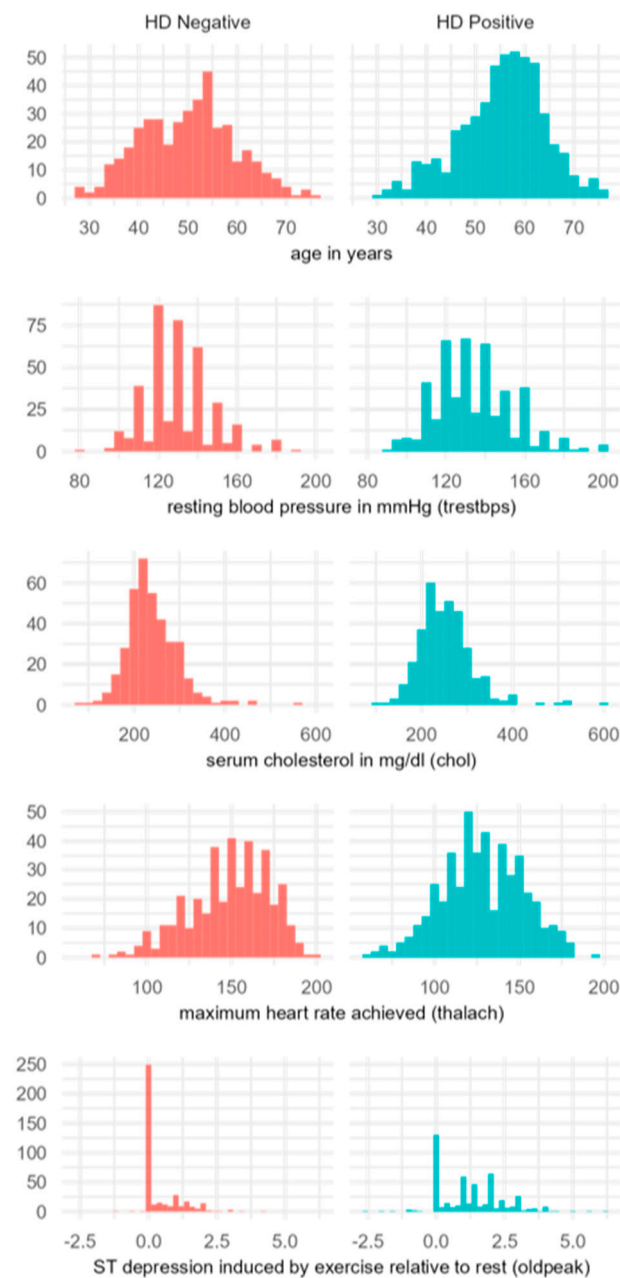 HD Negative HD Positive
50
40
30
20
10
0
30 40 50 60 70 30 40 50 60 70
age in years
75
50
25
0
80 120 160 200 80 120 160 200
resting blood pressure in mmHg (trestbps)
60
40
20
0
200 400 600 200 400 600
serum cholesterol in mg/dl (chol)
50
40
30
20
10
0
100 150 200 100 150 200
maximum heart rate achieved (thalach)
250
200
150
100
50
0
-2.5 0.0 2.5 5.0 -2.5 0.0 2.5 5.0
ST depression induced by exercise relative to rest (oldpeak)